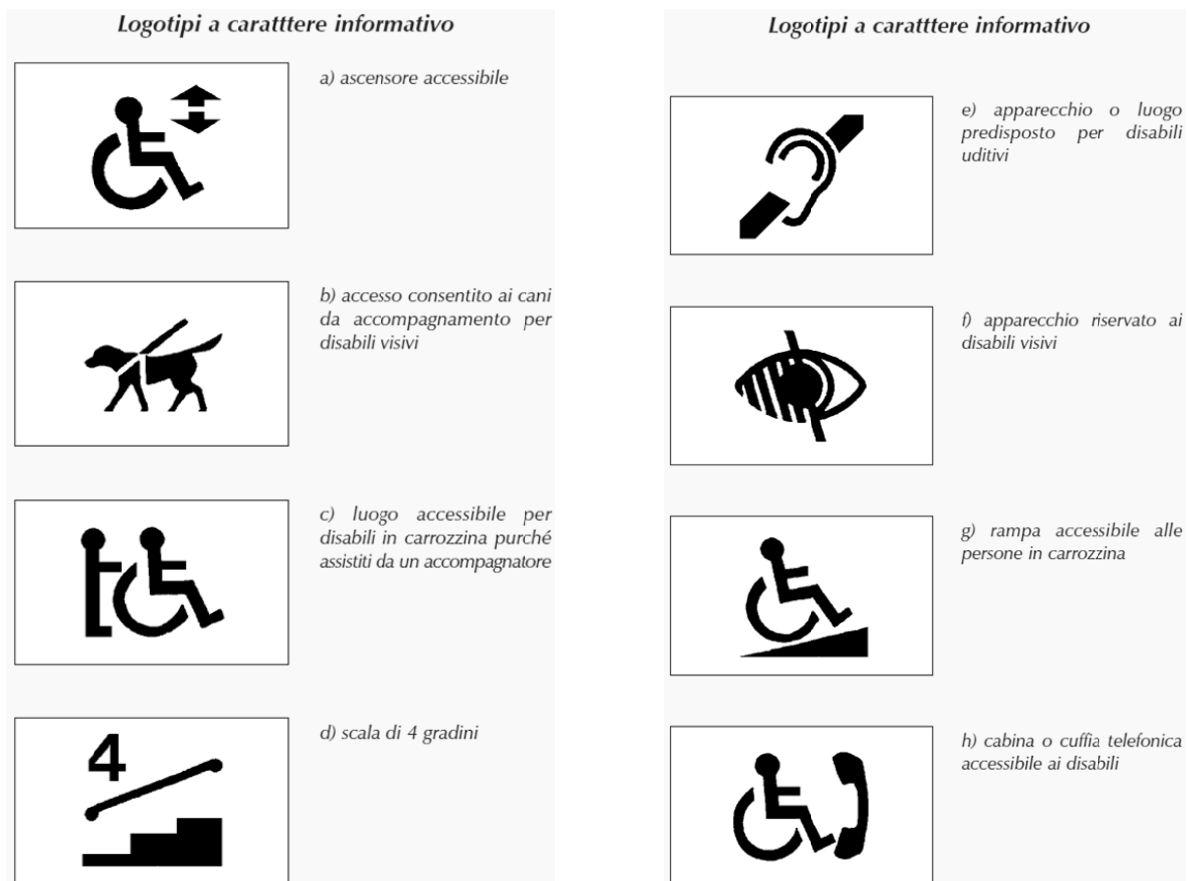 Logotipi a caratttere informativo
a) ascensore accessibile
b) accesso consentito ai cani
da accompagnamento per
disabili visivi
c) luogo accessibile per
disabili in carrozzina purché
assistiti da un accompagnatore
4
d) scala di 4 gradini
Logotipi a caratttere informativo
e) apparecchio o luogo
predisposto per disabili
uditivi
f) apparecchio riservato ai
disabili visivi
g) rampa accessibile alle
persone in carrozzina
h) cabina o cuffia telefonica
accessibile ai disabili